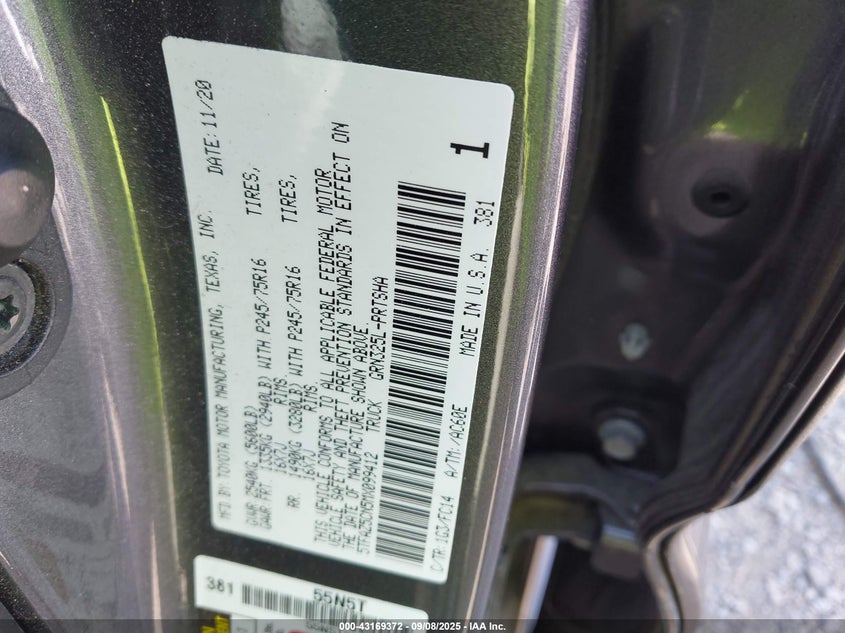 MFD BY: TOYOTA MOTOR MANUFACTURING, TEXAS, INC. DATE: 11/20
GVWR 2540KG (5600LB)
GAWR FRT. 1335KG (2940LB) WITH P245/75R16 TIRES,
16X7J RIMS
RR. 1490KG (3280LB) WITH P245/75R16 TIRES,
16X7J RIMS
THIS VEHICLE CONFORMS TO ALL APPLICABLE FEDERAL MOTOR
VEHICLE SAFETY AND THEFT PREVENTION STANDARDS IN EFFECT ON
THE DATE OF MANUFACTURE SHOWN ABOVE.
5TFAZ5CN5MX099412 TRUCK GRN325L-PRTSHA
C/TR:1G3/FC14 A/TM:/AC60E MADE IN U.S.A. 381
1
381 55N5T
000-43169372 - 09/08/2025 - IAA Inc.